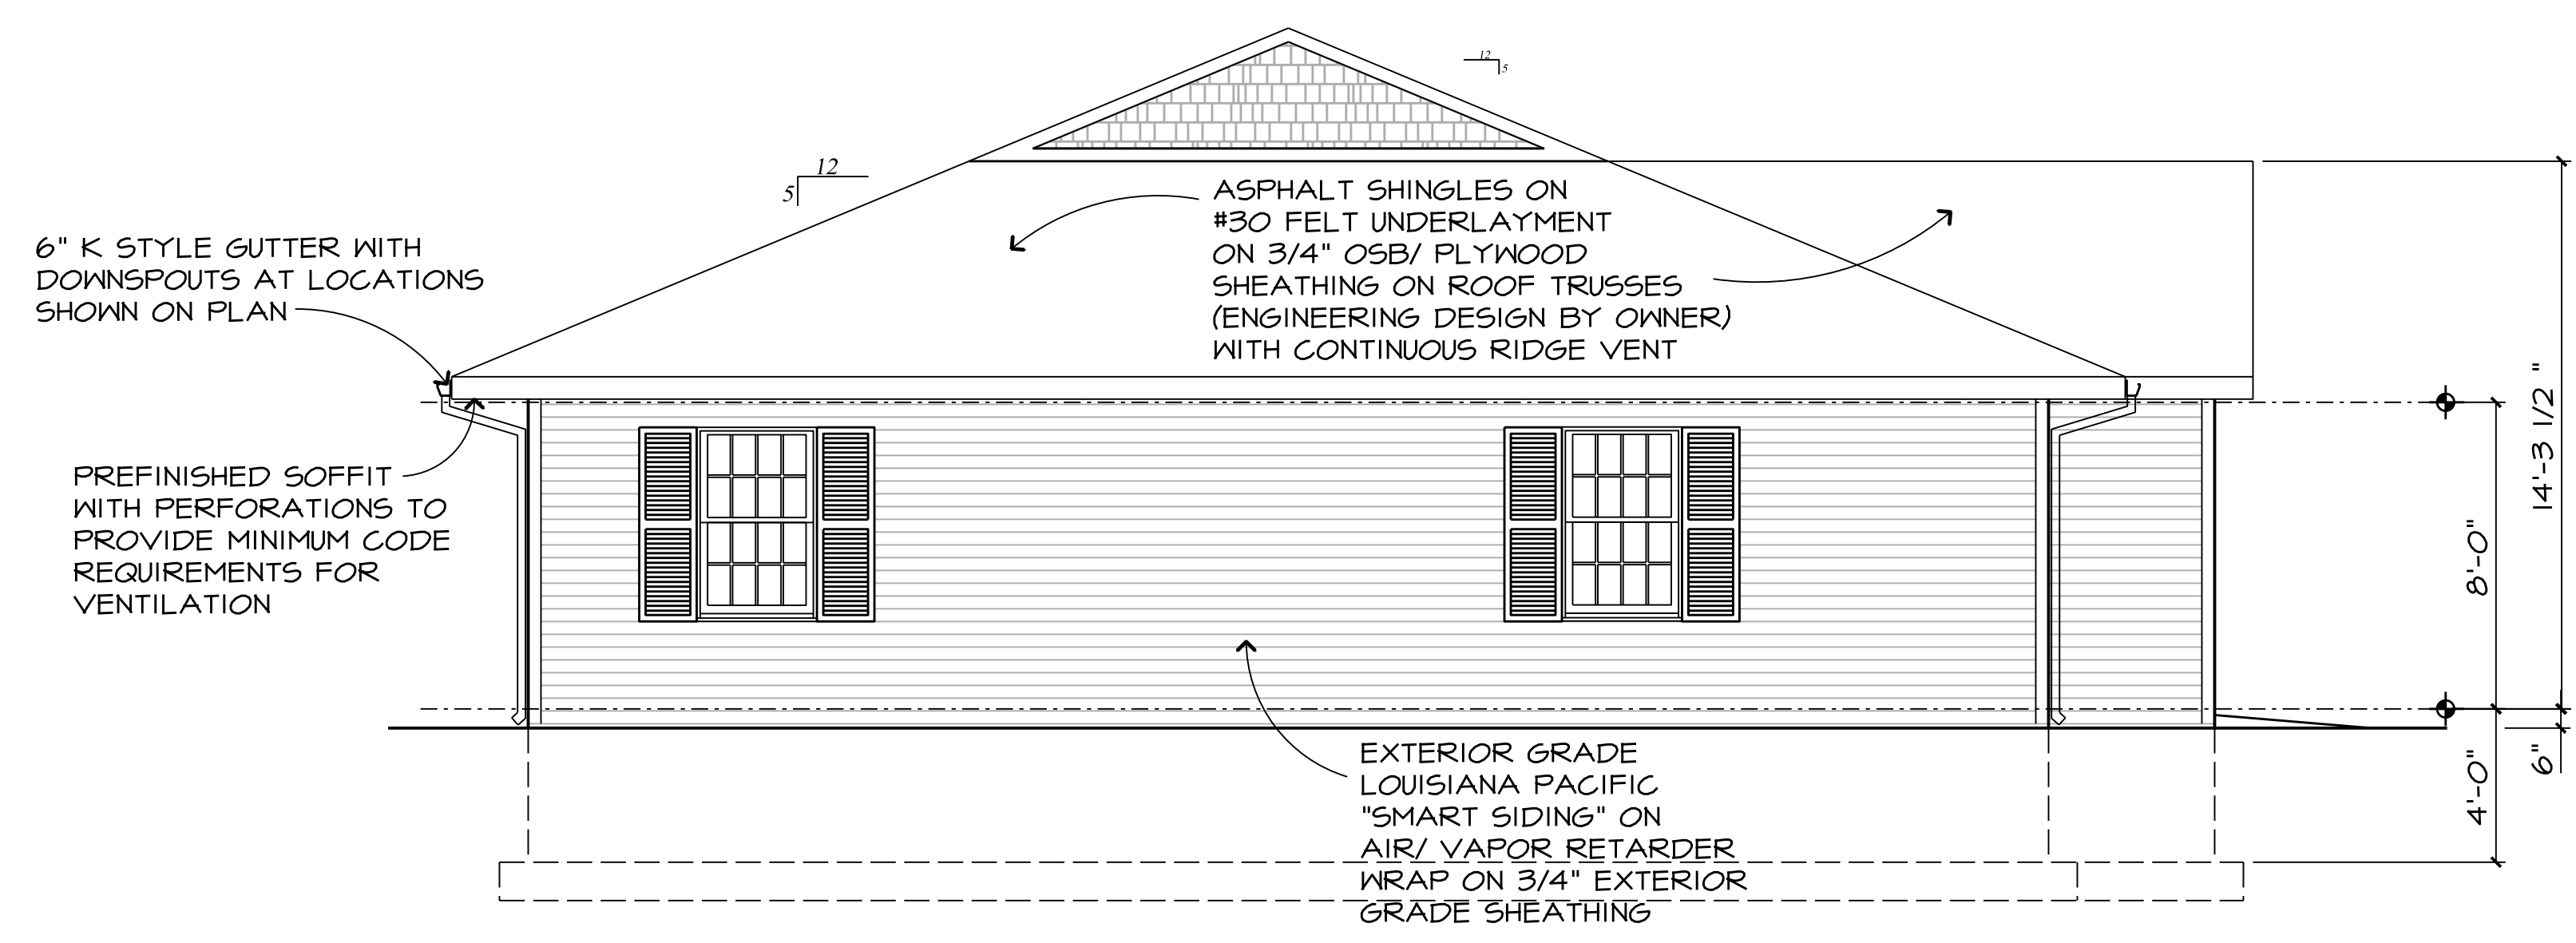 12
5
12
5
ASPHALT SHINGLES ON
#30 FELT UNDERLAYMENT
ON 3/4" OSB/ PLYWOOD
SHEATHING ON ROOF TRUSSES
(ENGINEERING DESIGN BY OWNER)
WITH CONTINUOUS RIDGE VENT
6" K STYLE GUTTER WITH
DOWNSPOUTS AT LOCATIONS
SHOWN ON PLAN
PREFINISHED SOFFIT
WITH PERFORATIONS TO
PROVIDE MINIMUM CODE
REQUIREMENTS FOR
VENTILATION
14'-3 1/2 "
8'-0"
4'-0"
6"
EXTERIOR GRADE
LOUISIANA PACIFIC
"SMART SIDING" ON
AIR/ VAPOR RETARDER
WRAP ON 3/4" EXTERIOR
GRADE SHEATHING